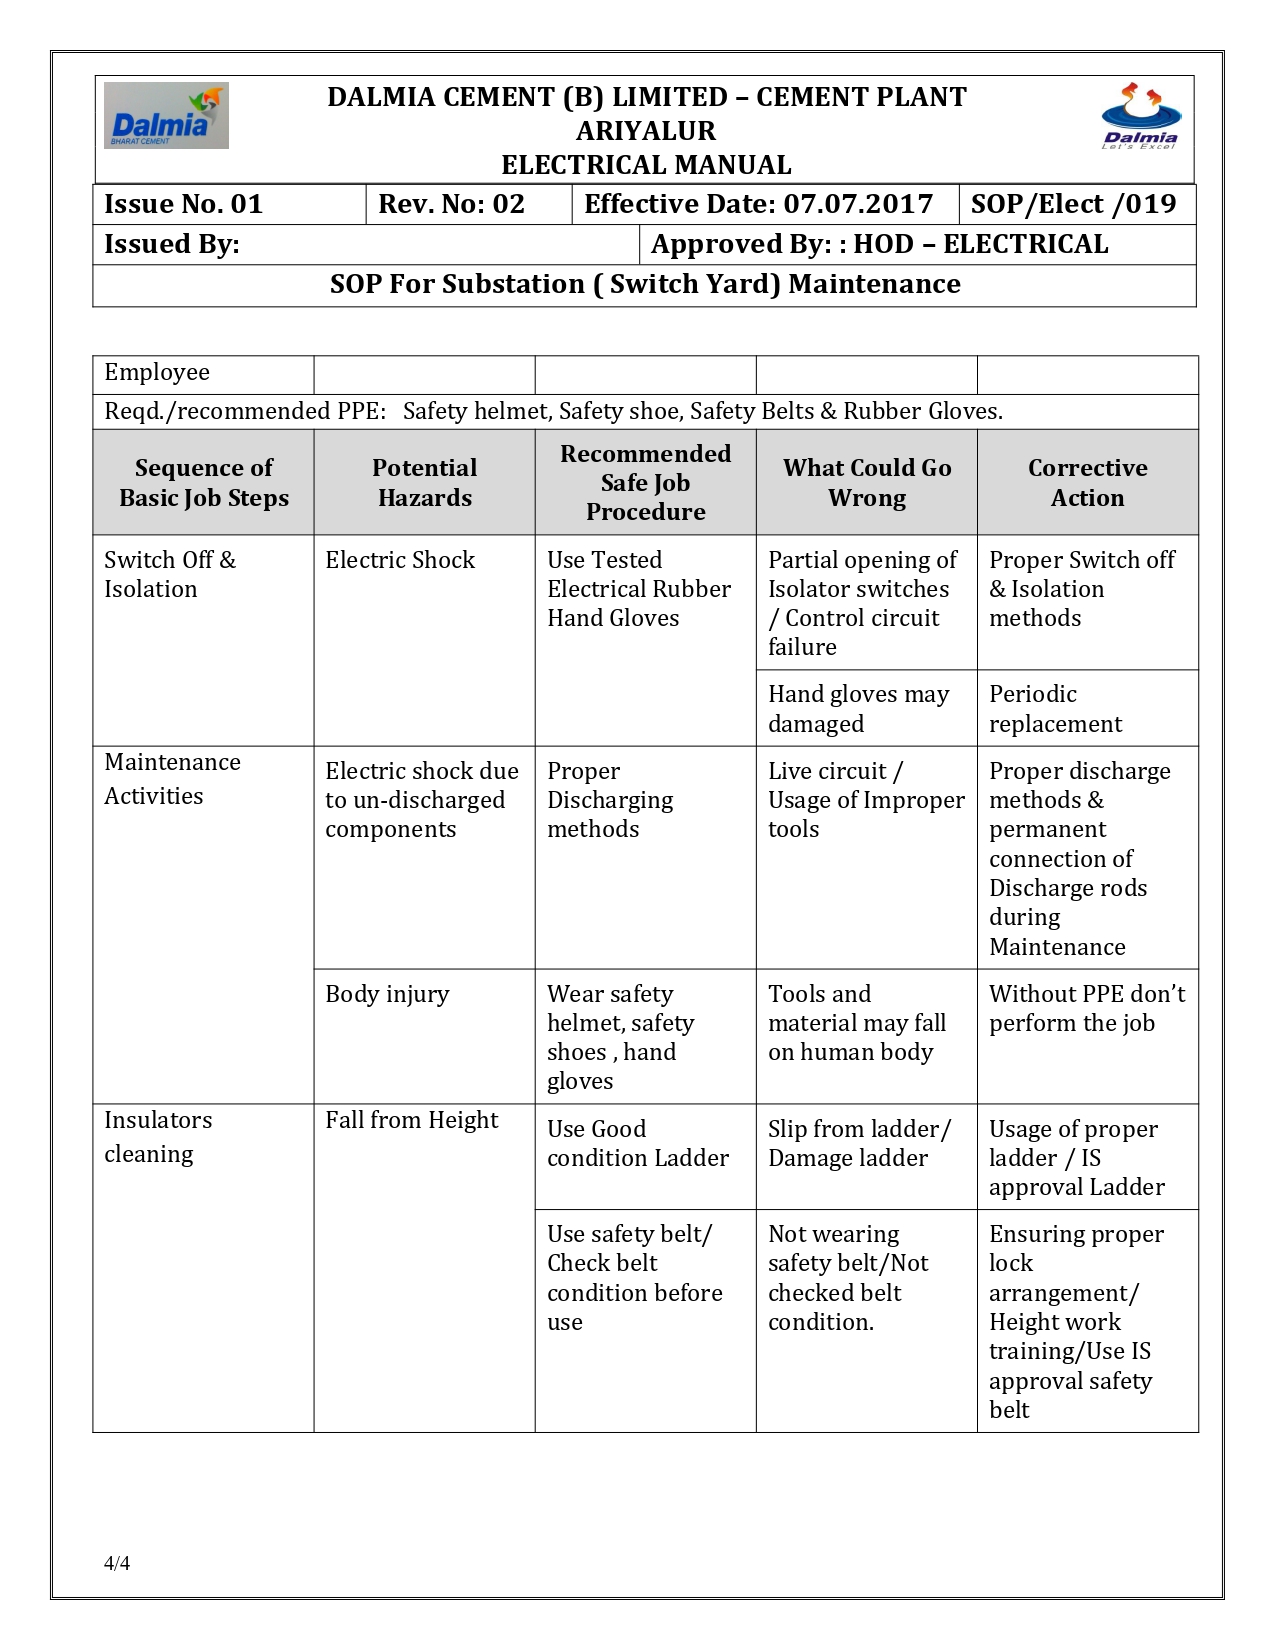 Dalmia
BHARAT CEMENT
DALMIA CEMENT (B) LIMITED – CEMENT PLANT
ARIYALUR
ELECTRICAL MANUAL
Dalmia
Let's Excel
Issue No. 01 Rev. No: 02 Effective Date: 07.07.2017 SOP/Elect /019
Issued By: Approved By: : HOD – ELECTRICAL
SOP For Substation ( Switch Yard) Maintenance
Employee
Reqd./recommended PPE: Safety helmet, Safety shoe, Safety Belts & Rubber Gloves.
Sequence of
Basic Job Steps
Potential
Hazards
Recommended
Safe Job
Procedure
What Could Go
Wrong
Corrective
Action
Switch Off &
Isolation
Electric Shock
Use Tested
Electrical Rubber
Hand Gloves
Partial opening of
Isolator switches
/ Control circuit
failure
Proper Switch off
& Isolation
methods
Hand gloves may
damaged
Periodic
replacement
Maintenance
Activities
Electric shock due
to un-discharged
components
Proper
Discharging
methods
Live circuit /
Usage of Improper
tools
Proper discharge
methods &
permanent
connection of
Discharge rods
during
Maintenance
Body injury
Wear safety
helmet, safety
shoes , hand
gloves
Tools and
material may fall
on human body
Without PPE don’t
perform the job
Insulators
cleaning
Fall from Height
Use Good
condition Ladder
Slip from ladder/
Damage ladder
Usage of proper
ladder / IS
approval Ladder
Use safety belt/
Check belt
condition before
use
Not wearing
safety belt/Not
checked belt
condition.
Ensuring proper
lock
arrangement/
Height work
training/Use IS
approval safety
belt
4/4